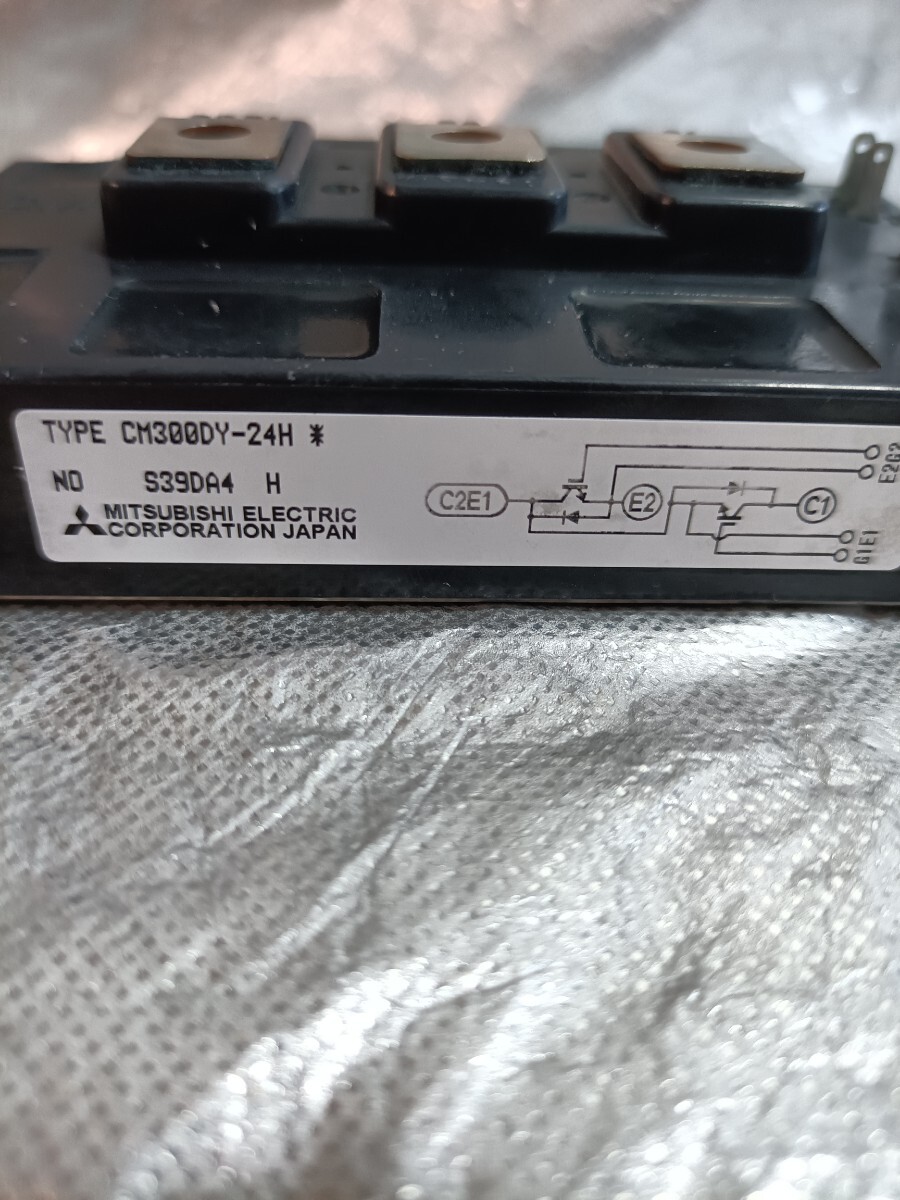 TYPE CM300DY-24H *
NO S39DA4 H
MITSUBISHI ELECTRIC
CORPORATION JAPAN
C2E1
E2
C1
E2G2
G1E1